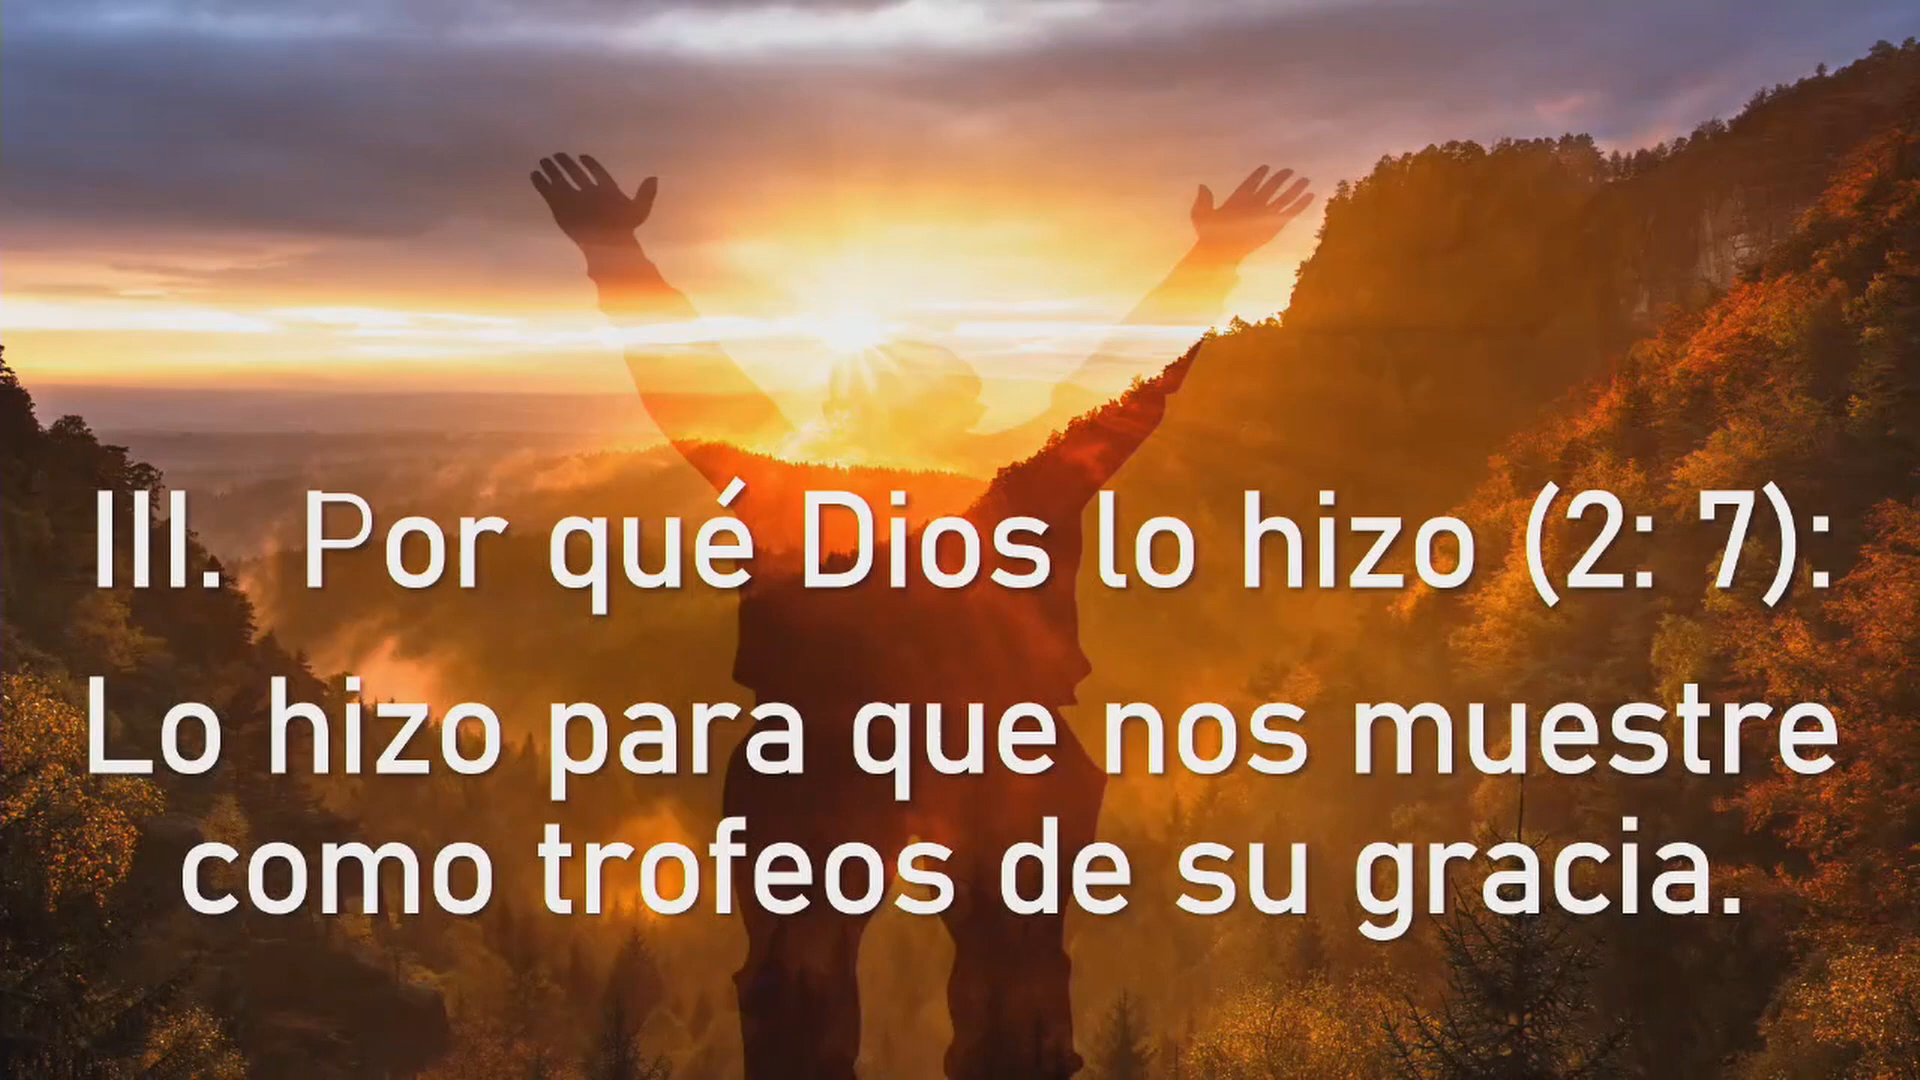 III. Por qué Dios lo hizo (2: 7):
Lo hizo para que nos muestre
como trofeos de su gracia.